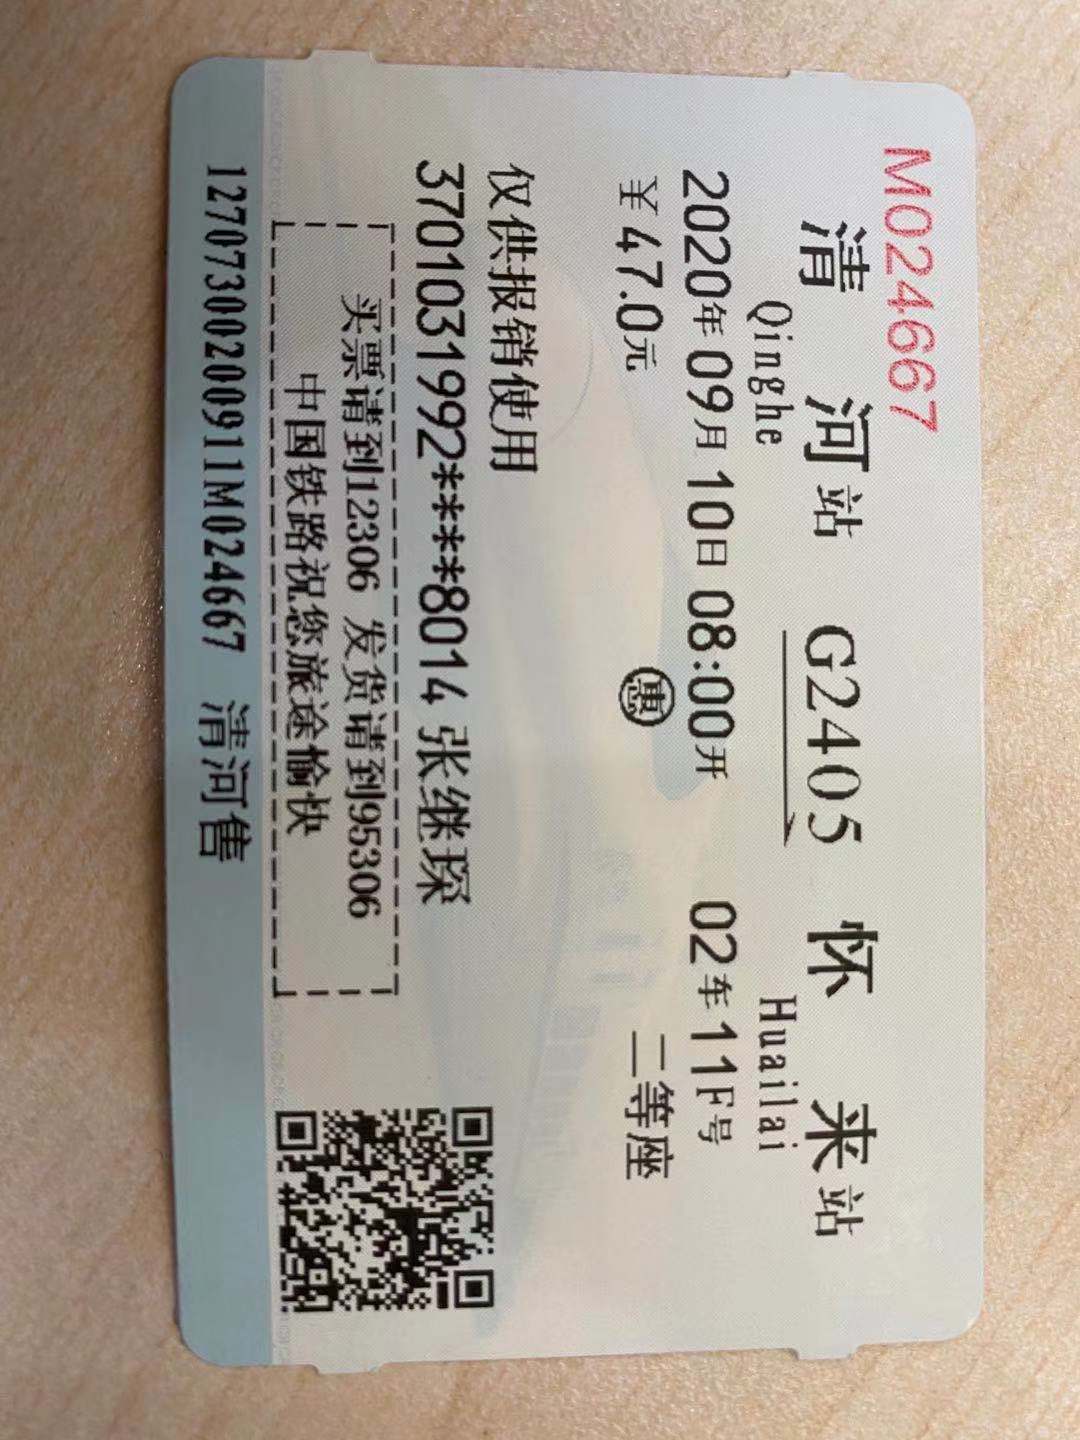 M024667
清河站 G2405 怀来站
Qinghe Huailai
2020年09月10日08:00开 02车11F号
￥47.0元 惠 二等座
仅供报销使用
3701031992****8014 张继琛
买票请到12306 发货请到95306
中国铁路祝您旅途愉快
12707300200911M024667 清河售